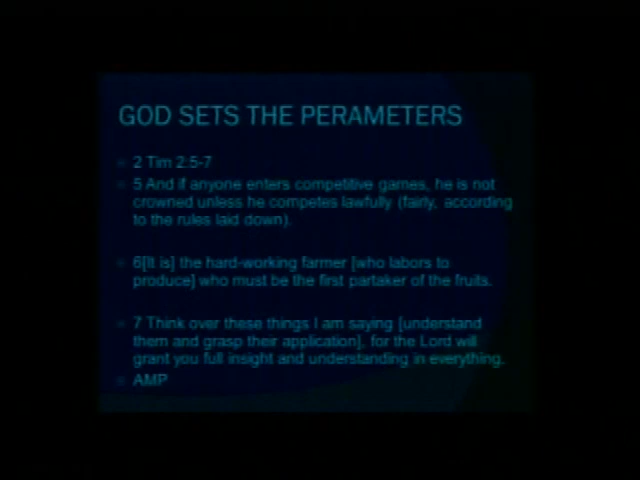 GOD SETS THE PERAMETERS
2 Tim 2:5-7
5 And if anyone enters competitive games, he is not
crowned unless he competes lawfully (fairly, according
to the rules laid down).
6[It is] the hard-working farmer [who labors to
produce] who must be the first partaker of the fruits.
7 Think over these things I am saying [understand
them and grasp their application], for the Lord will
grant you full insight and understanding in everything.
AMP